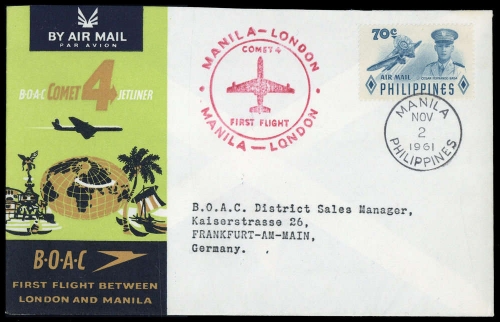 BY AIR MAIL
PAR AVION
B·O·A·C COMET 4 JETLINER
B·O·A·C
FIRST FLIGHT BETWEEN
LONDON AND MANILA
MANILA—LONDON
COMET 4
FIRST FLIGHT
MANILA—LONDON
70c
AIR MAIL
PHILIPPINES
MANILA
NOV
2
1961
PHILIPPINES
B.O.A.C. District Sales Manager,
Kaiserstrasse 26,
FRANKFURT-AM-MAIN,
Germany.